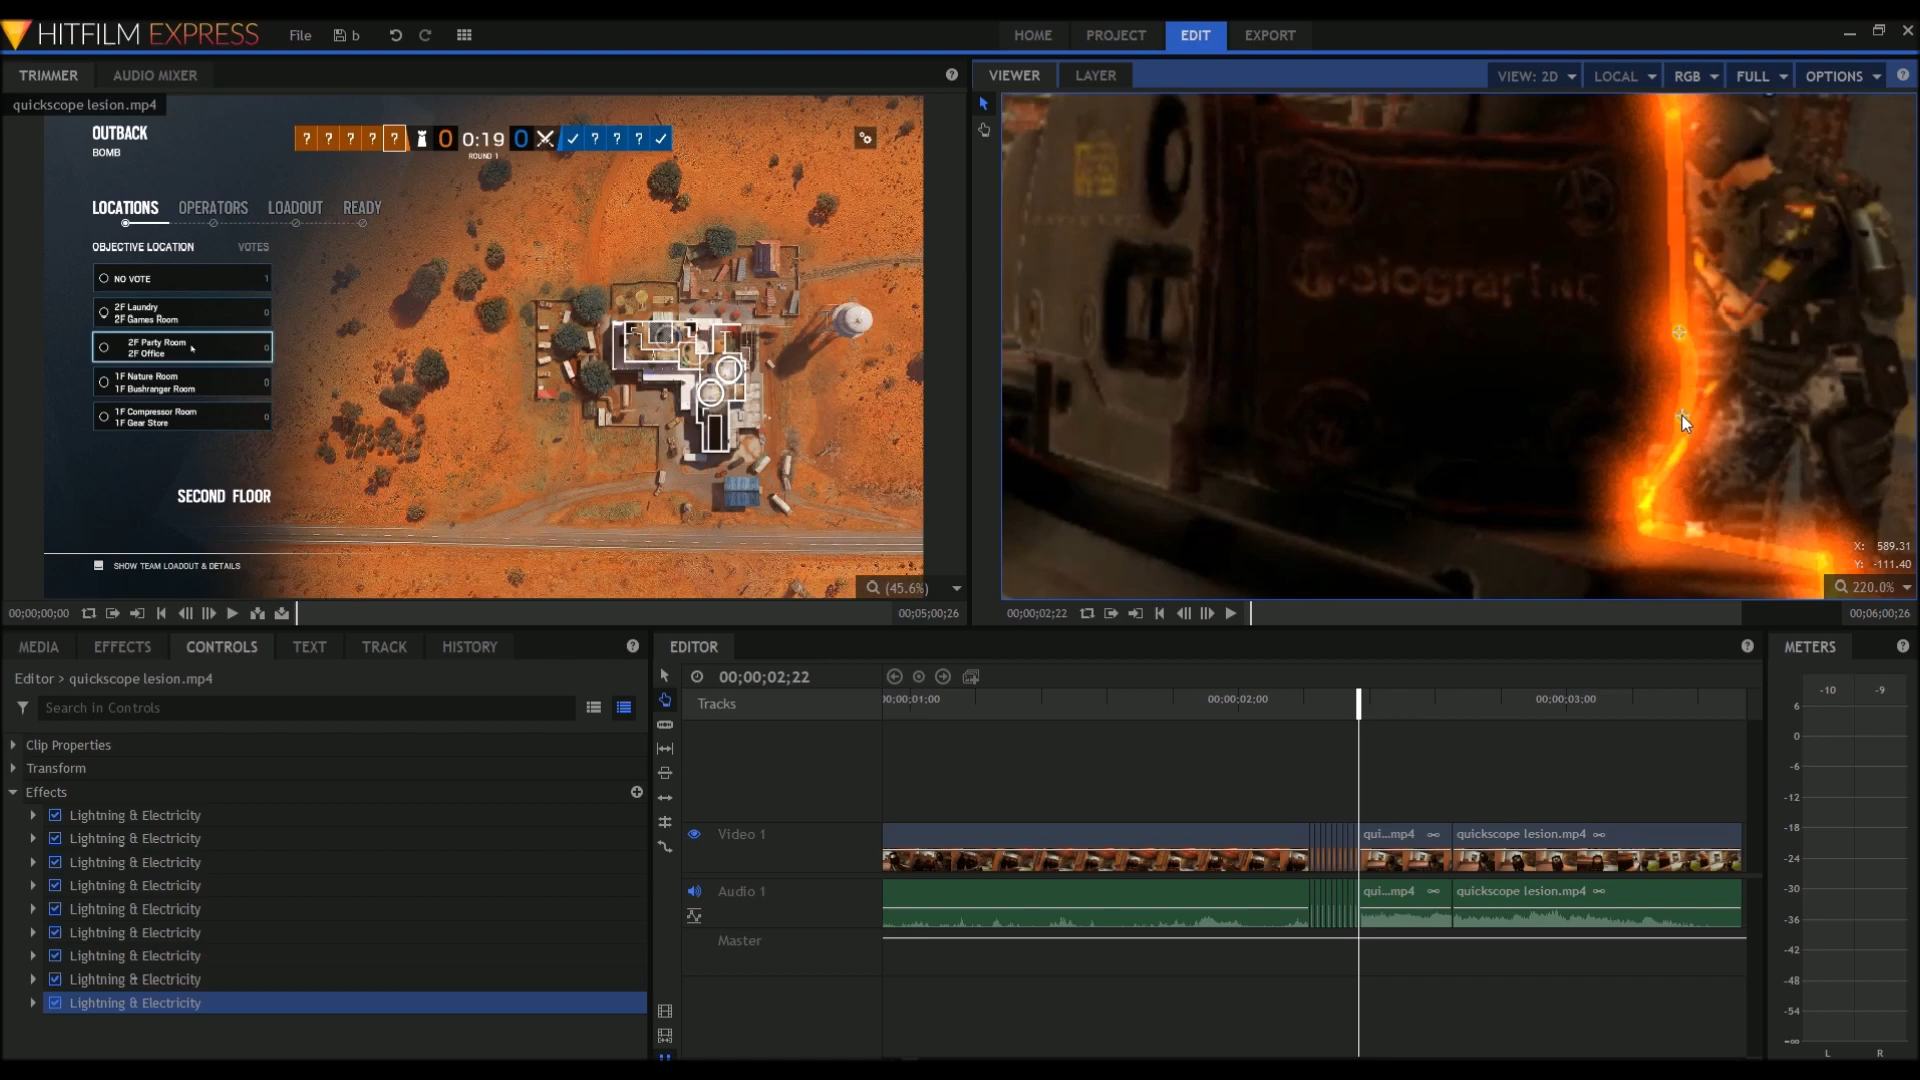 HITFILM EXPRESS
File
b
HOME
PROJECT
EDIT
EXPORT
TRIMMER
AUDIO MIXER
quickscope lesion.mp4
OUTBACK
BOMB
? ? ? ? ? 0 0:19 0 ? ? ?
ROUND 1
LOCATIONS OPERATORS LOADOUT READY
OBJECTIVE LOCATION VOTES
NO VOTE 1
2F Laundry
2F Games Room 0
2F Party Room
2F Office 0
1F Nature Room
1F Bushranger Room 0
1F Compressor Room
1F Gear Store 0
SECOND FLOOR
SHOW TEAM LOADOUT & DETAILS
(45.6%)
00;00;00;00
00;05;00;26
VIEWER
LAYER
VIEW: 2D
LOCAL
RGB
FULL
OPTIONS
X: 589.31
Y: -111.40
220.0%
00;00;02;22
00;06;00;26
MEDIA
EFFECTS
CONTROLS
TEXT
TRACK
HISTORY
Editor > quickscope lesion.mp4
Search in Controls
Clip Properties
Transform
Effects
Lightning & Electricity
Lightning & Electricity
Lightning & Electricity
Lightning & Electricity
Lightning & Electricity
Lightning & Electricity
Lightning & Electricity
Lightning & Electricity
Lightning & Electricity
EDITOR
00;00;02;22
Tracks
00;00;01;00
00;00;02;00
00;00;03;00
Video 1
qui...mp4
quickscope lesion.mp4
Audio 1
qui...mp4
quickscope lesion.mp4
Master
METERS
-10 -9
6
0
-6
-12
-18
-24
-30
-36
-42
-48
-54
-∞
L R